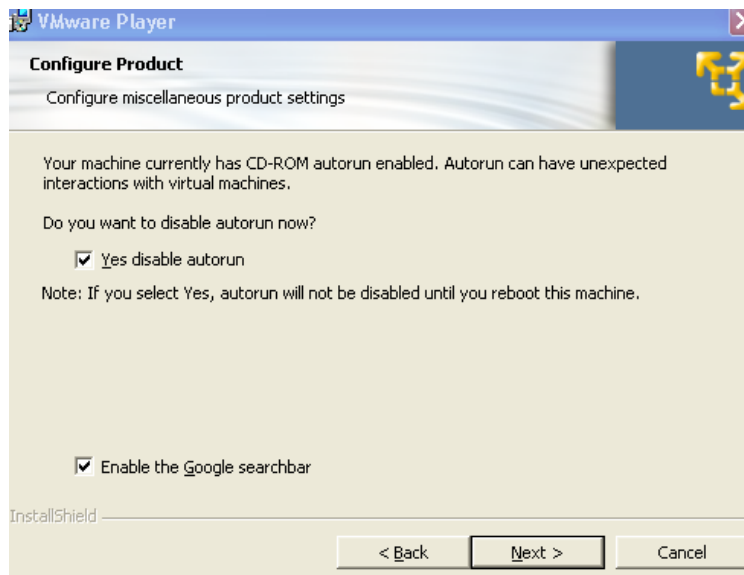 VMware Player
Configure Product
Configure miscellaneous product settings
Your machine currently has CD-ROM autorun enabled. Autorun can have unexpected
interactions with virtual machines.
Do you want to disable autorun now?
Yes disable autorun
Note: If you select Yes, autorun will not be disabled until you reboot this machine.
Enable the Google searchbar
InstallShield
< Back Next > Cancel